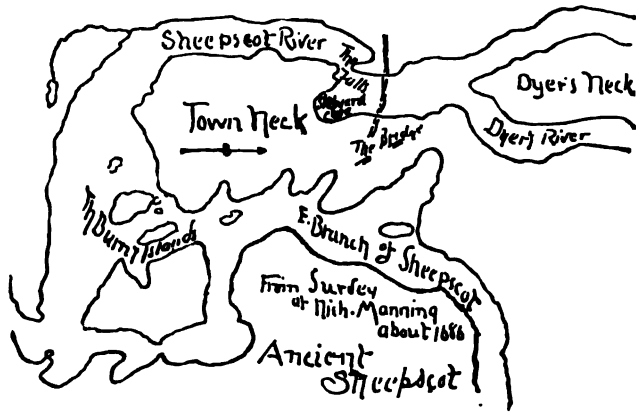 Sheepscot River
The Falls
Town Neck
The Bridge
Dyer's Neck
Dyer's River
The Burnt Islands
E. Branch of Sheepscot
From Survey
of Nich. Manning
about 1686
Ancient
Sheepscot